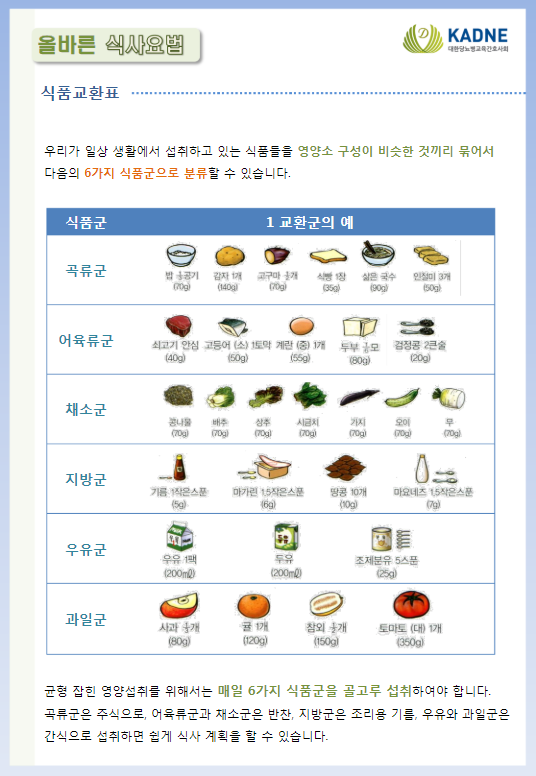 올바른 식사요법
KADNE
대한당뇨병교육간호사회
식품교환표
우리가 일상 생활에서 섭취하고 있는 식품들을 영양소 구성이 비슷한 것끼리 묶어서
다음의 6가지 식품군으로 분류할 수 있습니다.
식품군 1 교환군의 예
곡류군
밥 ⅓공기 감자 1개 고구마 ½개 식빵 1장 삶은 국수 인절미 3개
(70g) (140g) (70g) (35g) (90g) (50g)
어육류군
쇠고기 안심 고등어 (소) 1토막 계란 (중) 1개 두부 모 검정콩 2큰술
(40g) (50g) (55g) (80g) (20g)
채소군
콩나물 배추 상추 시금치 가지 오이 무
(70g) (70g) (70g) (70g) (70g) (70g) (70g)
지방군
기름 1작은스푼 마가린 1.5작은스푼 땅콩 10개 마요네즈 1.5작은스푼
(5g) (6g) (10g) (7g)
우유군
우유 1팩 두유 조제분유 5스푼
(200㎖) (200㎖) (25g)
과일군
사과 개 귤 1개 참외 ½개 토마토 (대) 1개
(80g) (120g) (150g) (350g)
균형 잡힌 영양섭취를 위해서는 매일 6가지 식품군을 골고루 섭취하여야 합니다.
곡류군은 주식으로, 어육류군과 채소군은 반찬, 지방군은 조리용 기름, 우유와 과일군은
간식으로 섭취하면 쉽게 식사 계획을 할 수 있습니다.